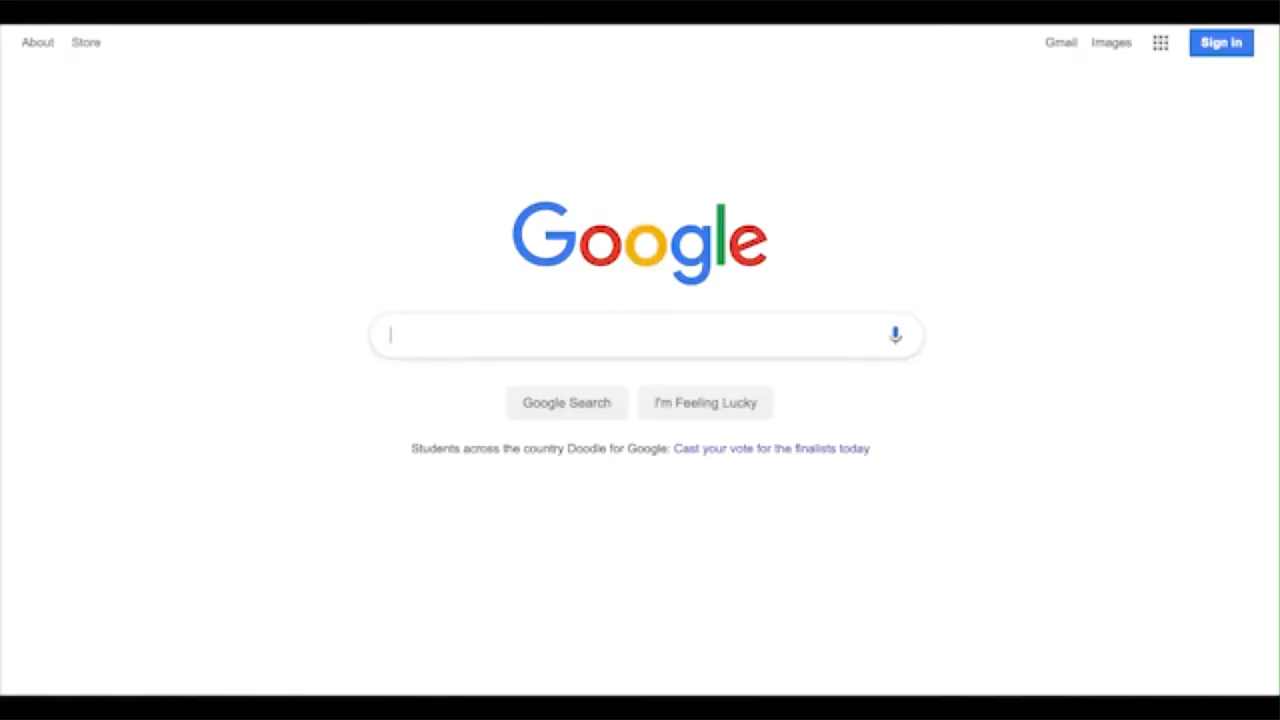 About Store
Gmail Images Sign in
Google
Google Search I'm Feeling Lucky
Students across the country Doodle for Google: Cast your vote for the finalists today